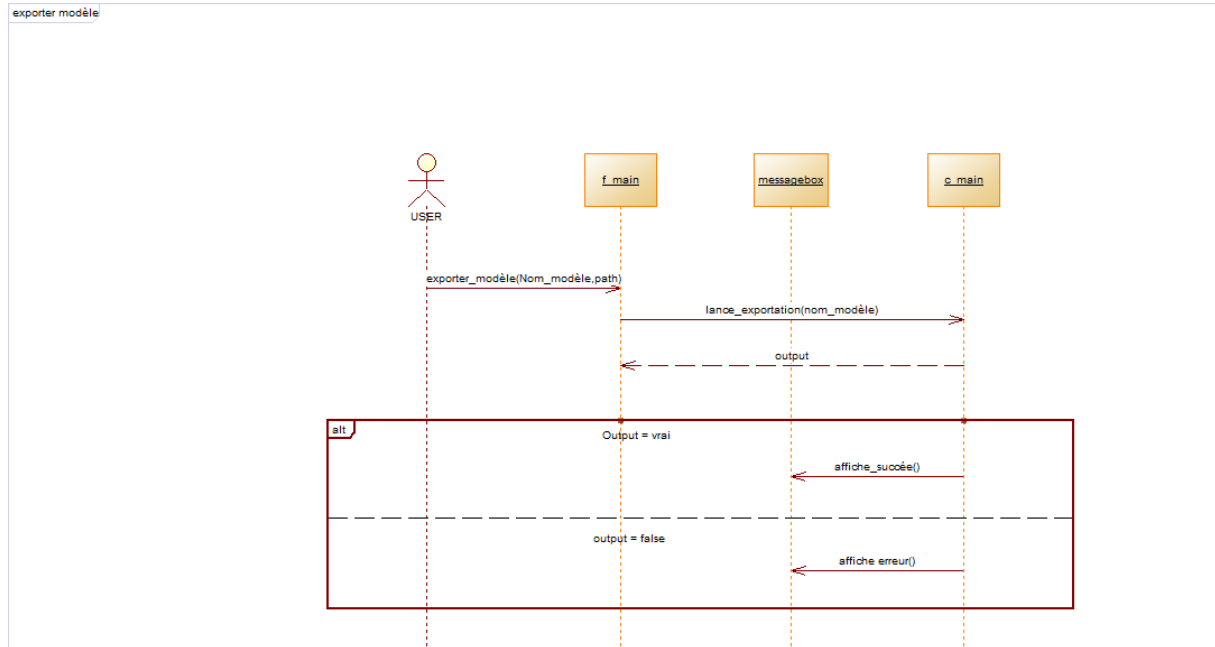 exporter modèle
f_main
messagebox
c_main
USER
exporter_modèle(Nom_modèle,path)
lance_exportation(nom_modèle)
output
alt
Output = vrai
affiche_succée()
output = false
affiche erreur()